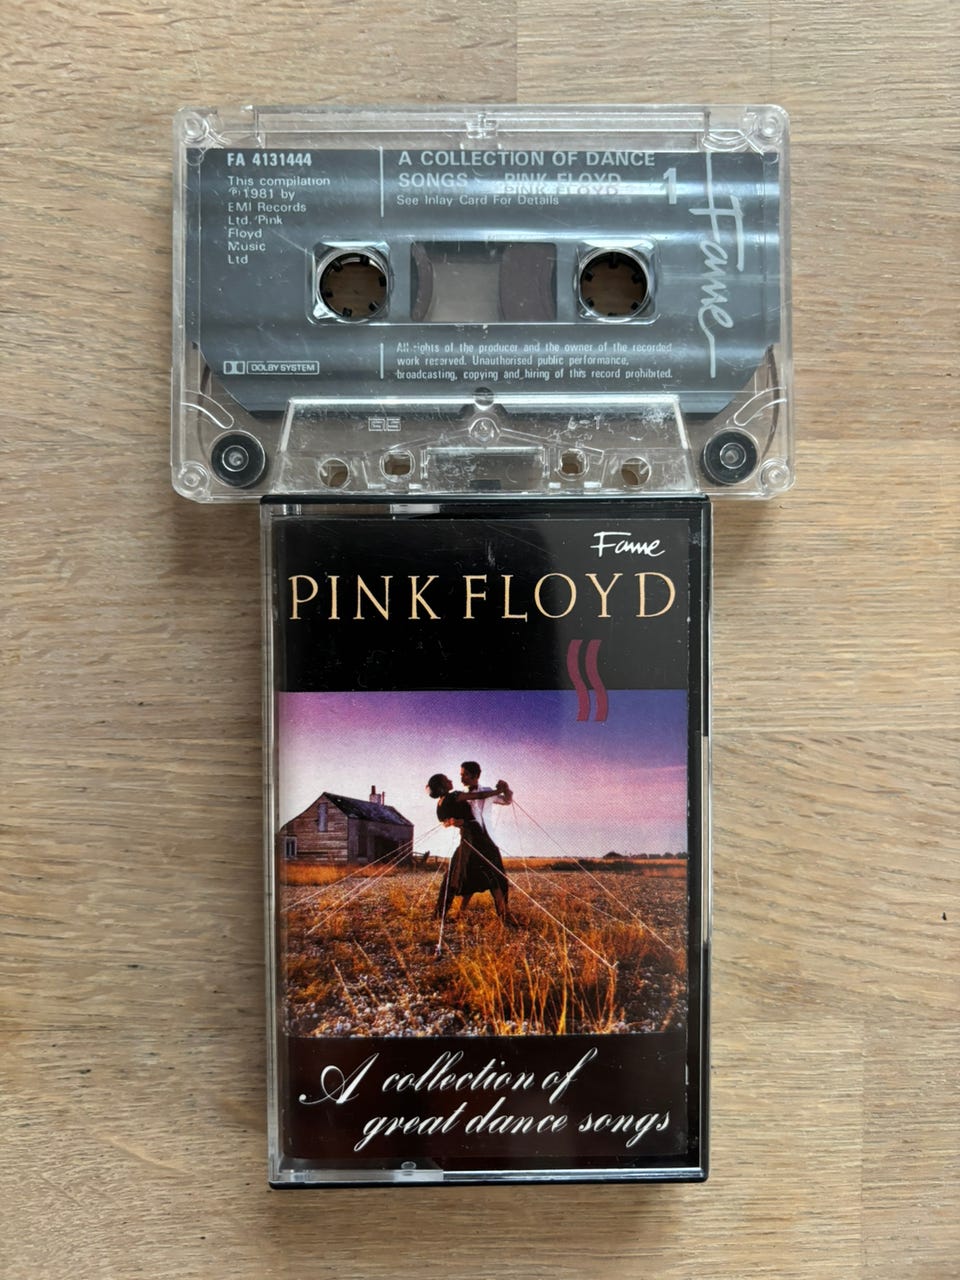 FA 4131444
This compilation
℗ 1981 by
EMI Records
Ltd./Pink
Floyd
Music
Ltd
A COLLECTION OF DANCE
SONGS PINK FLOYD
See Inlay Card For Details
1
Fame
DOLBY SYSTEM
All rights of the producer and the owner of the recorded
work reserved. Unauthorised public performance,
broadcasting, copying and hiring of this record prohibited.
Fame
PINK FLOYD
A collection of
great dance songs